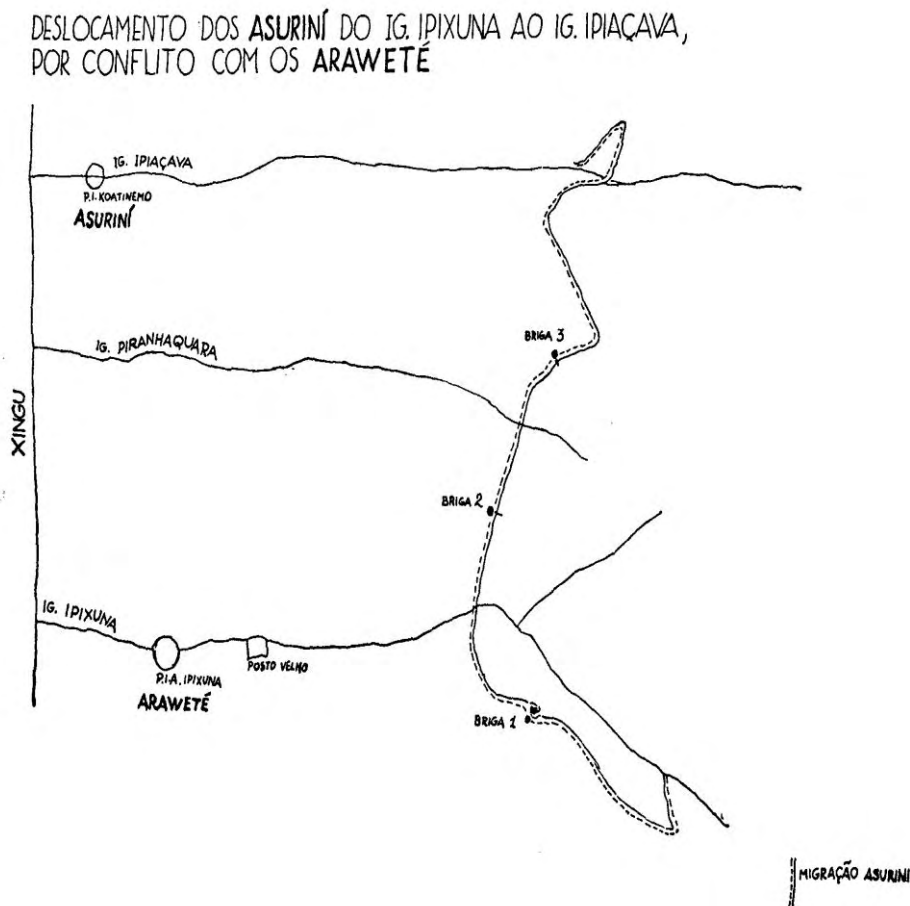 DESLOCAMENTO DOS ASURINÍ DO IG. IPIXUNA AO IG. IPIAÇAVA,
POR CONFLITO COM OS ARAWETÉ
IG. IPIAÇAVA
P.I. KOATINEMO
ASURINÍ
BRIGA 3
IG. PIRANHAQUARA
XINGU
BRIGA 2
IG. IPIXUNA
POSTO VELHO
P.I.A. IPIXUNA
ARAWETÉ
BRIGA 1
MIGRAÇÃO ASURINI